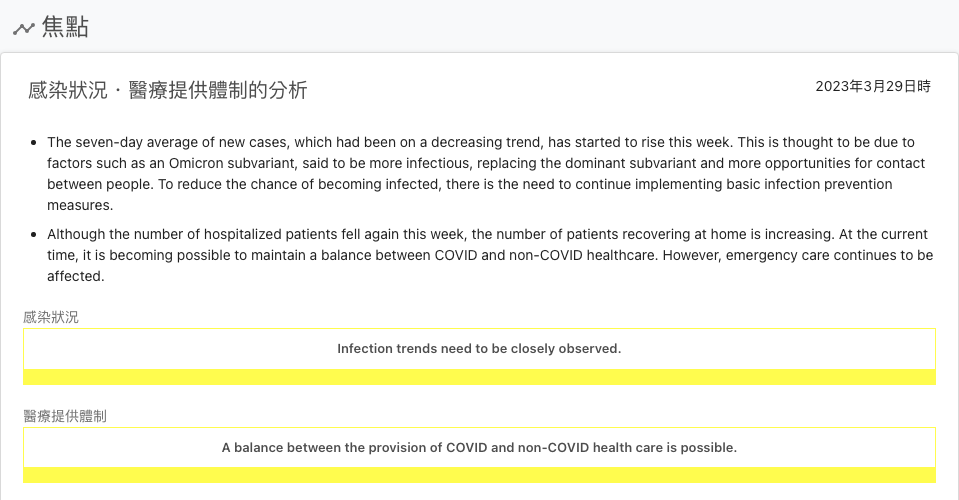 焦點
感染狀況・醫療提供體制的分析
2023年3月29日時
The seven-day average of new cases, which had been on a decreasing trend, has started to rise this week. This is thought to be due to
factors such as an Omicron subvariant, said to be more infectious, replacing the dominant subvariant and more opportunities for contact
between people. To reduce the chance of becoming infected, there is the need to continue implementing basic infection prevention
measures.
Although the number of hospitalized patients fell again this week, the number of patients recovering at home is increasing. At the current
time, it is becoming possible to maintain a balance between COVID and non-COVID healthcare. However, emergency care continues to be
affected.
感染狀況
Infection trends need to be closely observed.
醫療提供體制
A balance between the provision of COVID and non-COVID health care is possible.